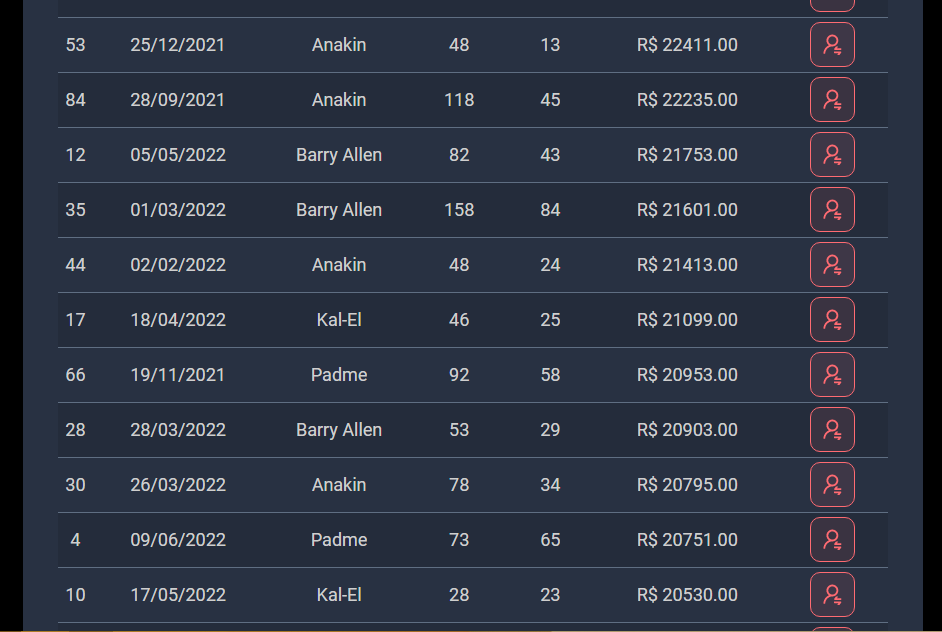 53 25/12/2021 Anakin 48 13 R$ 22411.00
84 28/09/2021 Anakin 118 45 R$ 22235.00
12 05/05/2022 Barry Allen 82 43 R$ 21753.00
35 01/03/2022 Barry Allen 158 84 R$ 21601.00
44 02/02/2022 Anakin 48 24 R$ 21413.00
17 18/04/2022 Kal-El 46 25 R$ 21099.00
66 19/11/2021 Padme 92 58 R$ 20953.00
28 28/03/2022 Barry Allen 53 29 R$ 20903.00
30 26/03/2022 Anakin 78 34 R$ 20795.00
4 09/06/2022 Padme 73 65 R$ 20751.00
10 17/05/2022 Kal-El 28 23 R$ 20530.00